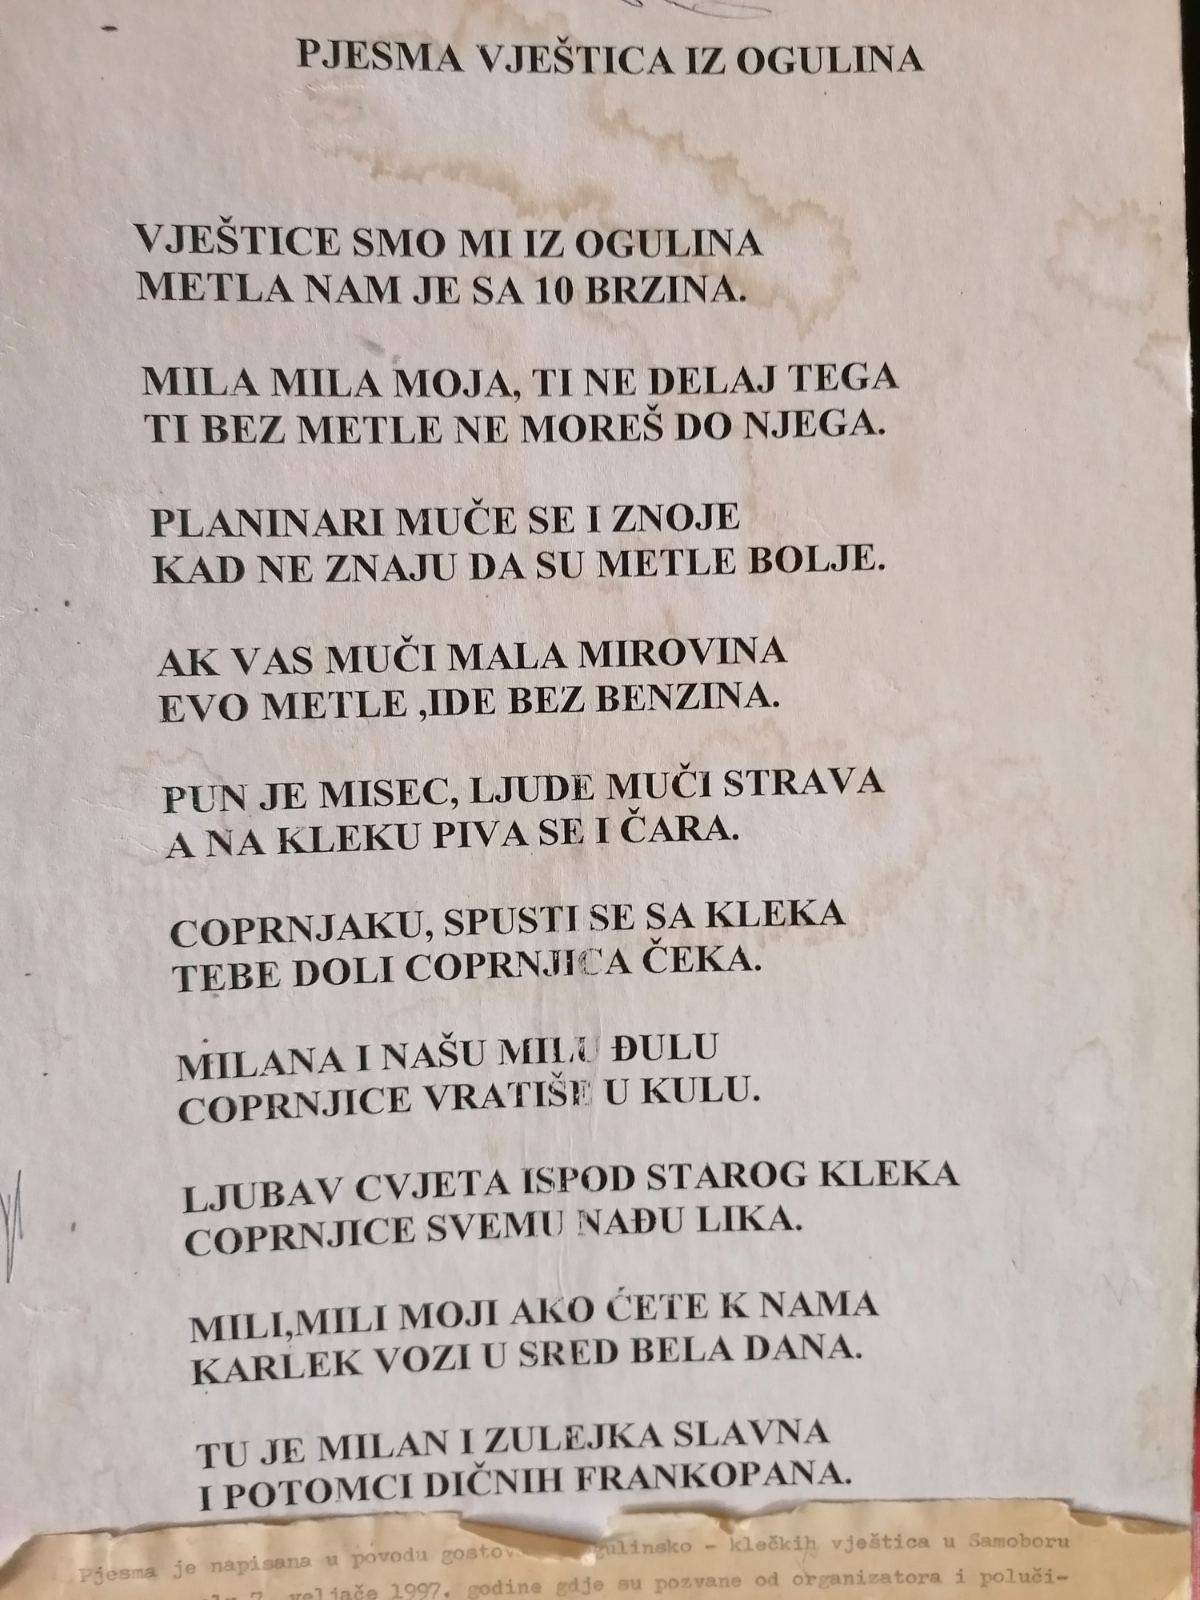 PJESMA VJEŠTICA IZ OGULINA
VJEŠTICE SMO MI IZ OGULINA
METLA NAM JE SA 10 BRZINA.
MILA MILA MOJA, TI NE DELAJ TEGA
TI BEZ METLE NE MOREŠ DO NJEGA.
PLANINARI MUČE SE I ZNOJE
KAD NE ZNAJU DA SU METLE BOLJE.
AK VAS MUČI MALA MIROVINA
EVO METLE ,IDE BEZ BENZINA.
PUN JE MISEC, LJUDE MUČI STRAVA
A NA KLEKU PIVA SE I ČARA.
COPRNJAKU, SPUSTI SE SA KLEKA
TEBE DOLI COPRNJICA ČEKA.
MILANA I NAŠU MILU ĐULU
COPRNJICE VRATIŠE U KULU.
LJUBAV CVJETA ISPOD STAROG KLEKA
COPRNJICE SVEMU NAĐU LIKA.
MILI,MILI MOJI AKO ĆETE K NAMA
KARLEK VOZI U SRED BELA DANA.
TU JE MILAN I ZULEJKA SLAVNA
I POTOMCI DIČNIH FRANKOPANA.
Pjesma je napisana u povodu - klečkih vještica u Samoboru
7. veljače 1997. godine gdje su pozvane od organizatora i poluči-